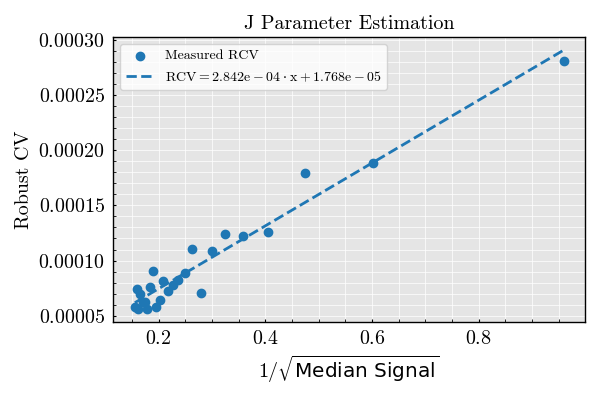 J Parameter Estimation
0.00030
0.00025
0.00020
0.00015
0.00010
0.00005
Robust CV
Measured RCV
RCV = 2.842e − 04 · x + 1.768e − 05
0.2 0.4 0.6 0.8
1/√Median Signal